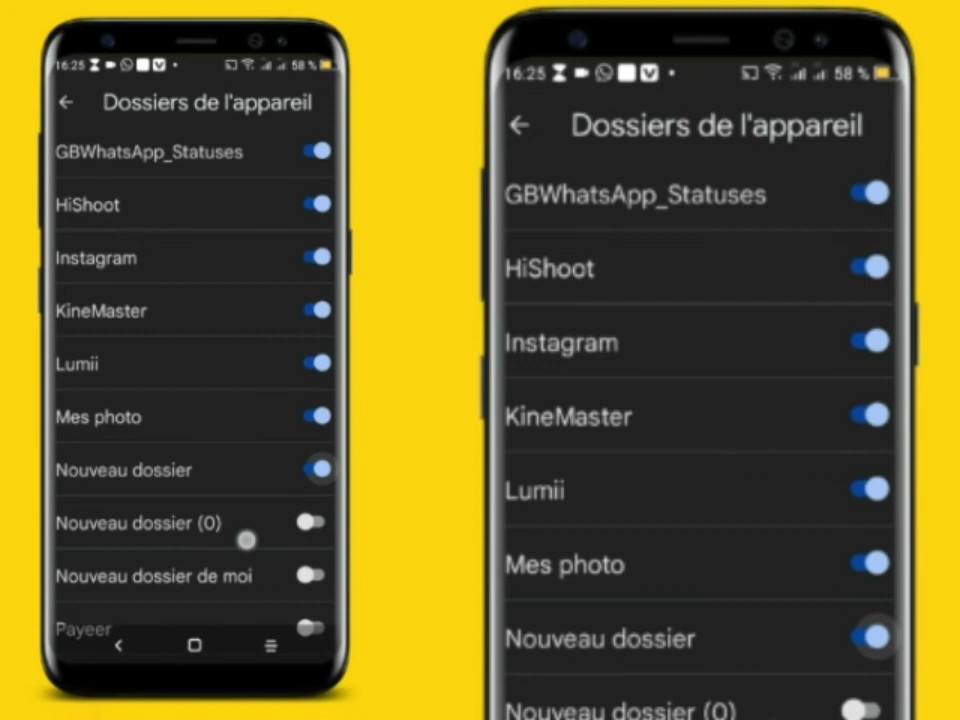 16:25 58 %
Dossiers de l'appareil
GBWhatsApp_Statuses
HiShoot
Instagram
KineMaster
Lumii
Mes photo
Nouveau dossier
Nouveau dossier (0)
Nouveau dossier de moi
Payeer
16:25 58 %
Dossiers de l'appareil
GBWhatsApp_Statuses
HiShoot
Instagram
KineMaster
Lumii
Mes photo
Nouveau dossier
Nouveau dossier (0)